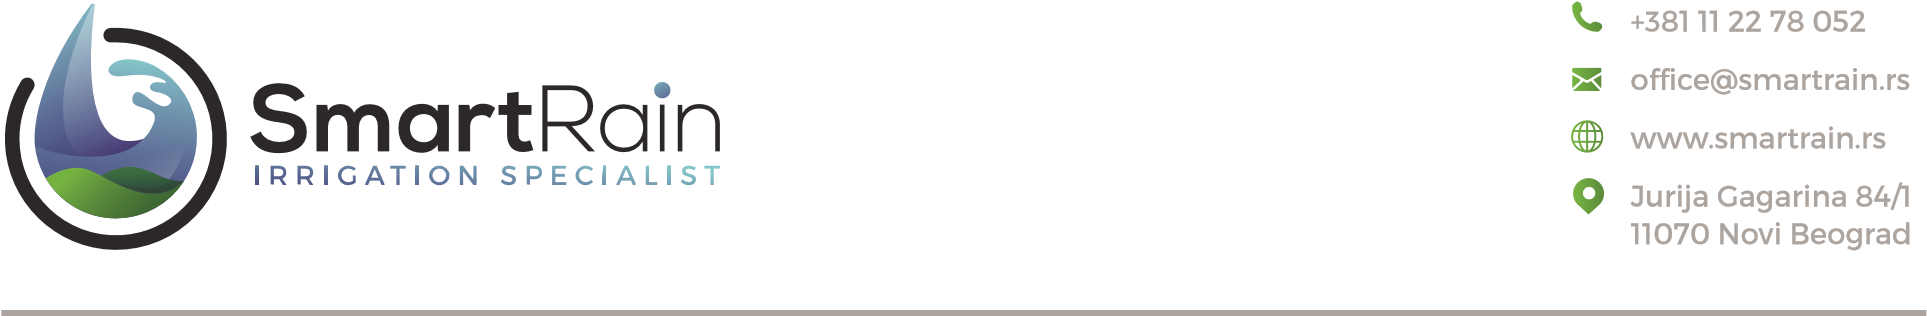 SmartRain
IRRIGATION SPECIALIST
+381 11 22 78 052
office@smartrain.rs
www.smartrain.rs
Jurija Gagarina 84/1
11070 Novi Beograd